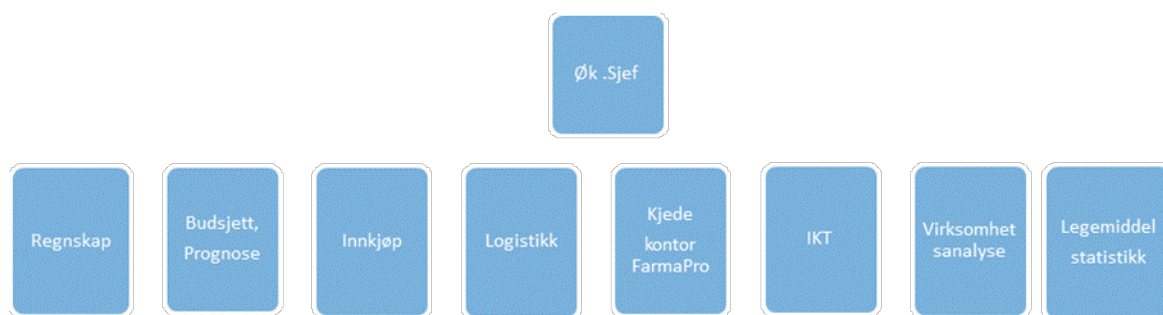 Øk .Sjef
Regnskap
Budsjett,
Prognose
Innkjøp
Logistikk
Kjede
kontor
FarmaPro
IKT
Virksomhet
sanalyse
Legemiddel
statistikk